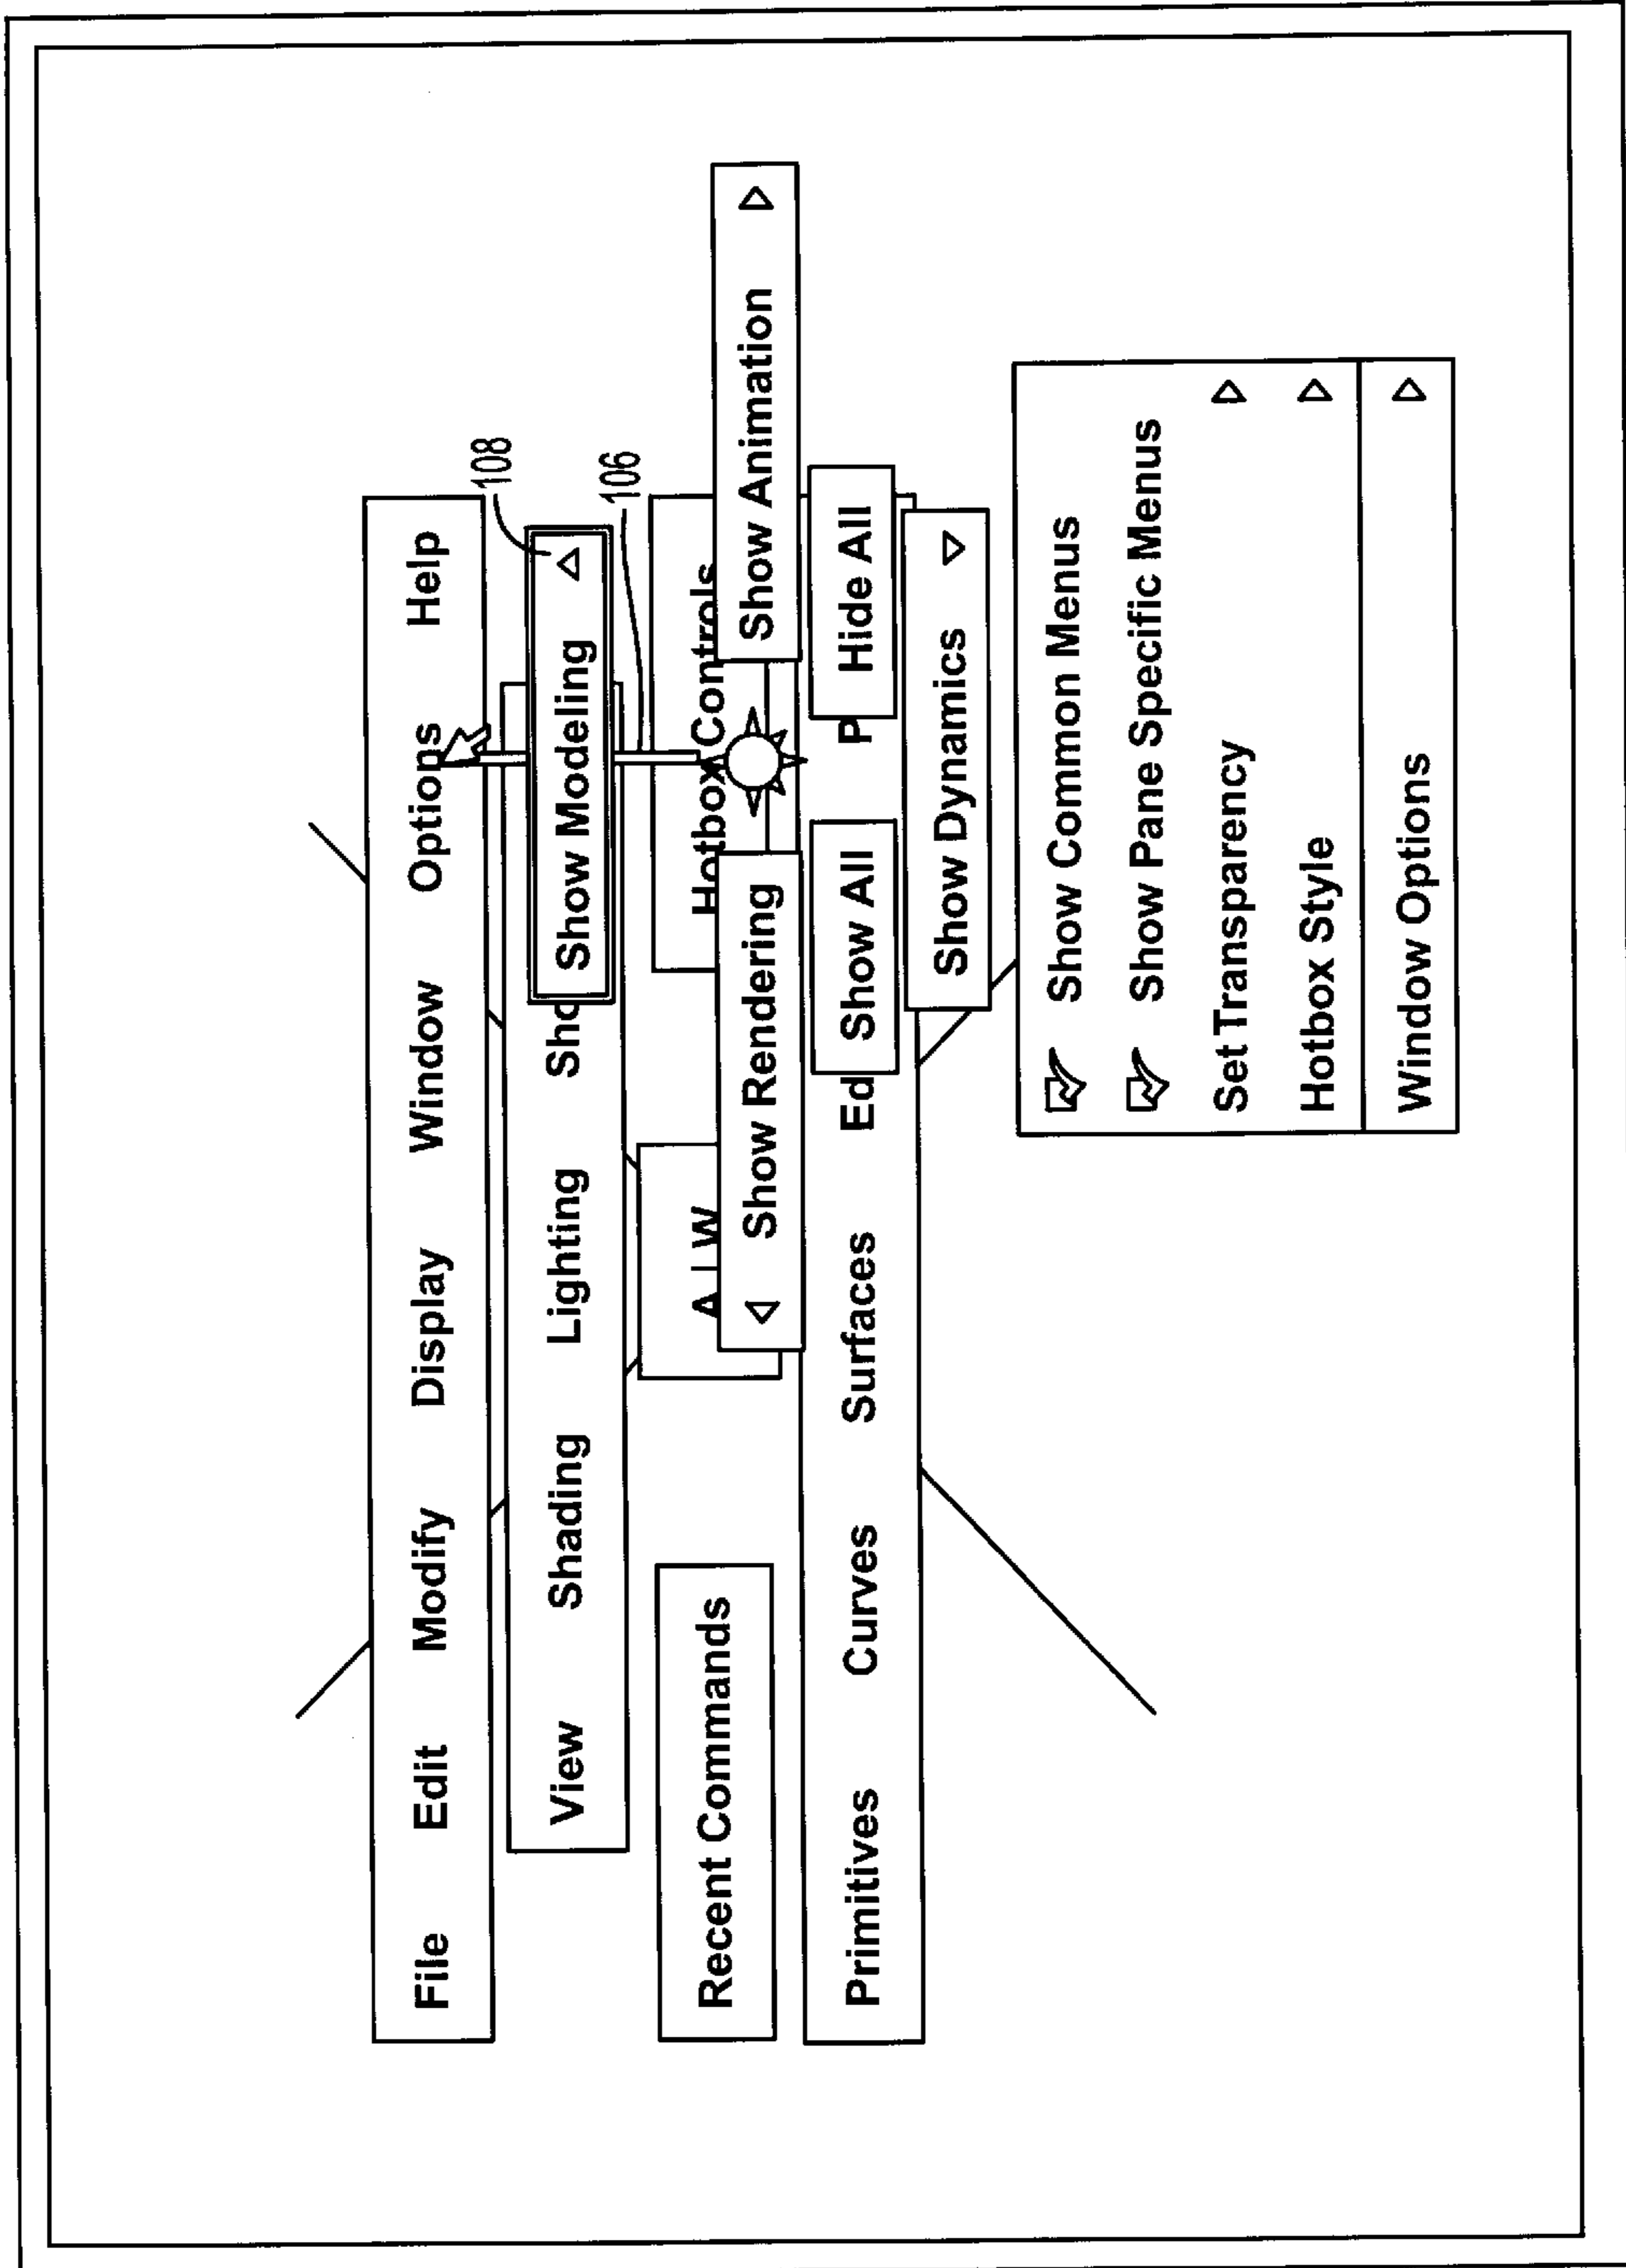 File Edit Modify Display Window Options Help
108
View Shading Lighting Sho
Show Modeling
106
Recent Commands
A | W
Hotbox Controls
Show Rendering
Show Animation
Primitives Curves Surfaces Ed
Show All
P
Hide All
Show Dynamics
Show Common Menus
Show Pane Specific Menus
Set Transparency
Hotbox Style
Window Options